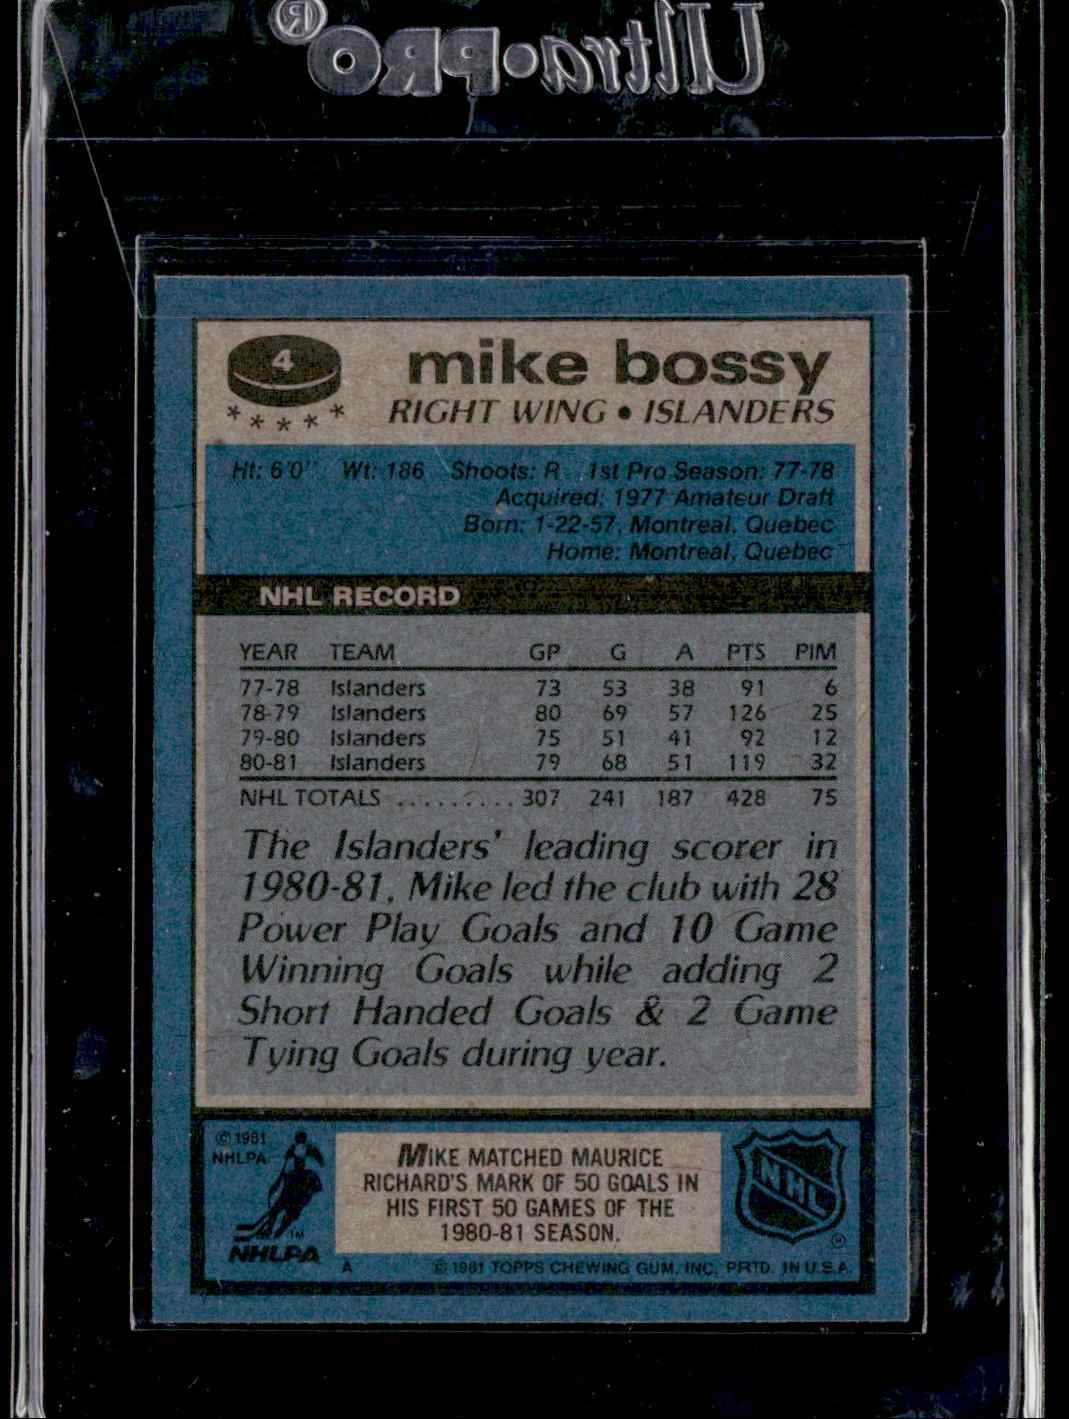 Ultra•PRO®
4
mike bossy
* * * * *
RIGHT WING • ISLANDERS
Ht: 6'0" Wt: 186 Shoots: R 1st Pro Season: 77-78
Acquired: 1977 Amateur Draft
Born: 1-22-57, Montreal, Quebec
Home: Montreal, Quebec
NHL RECORD
YEAR TEAM GP G A PTS PIM
77-78 Islanders 73 53 38 91 6
78-79 Islanders 80 69 57 126 25
79-80 Islanders 75 51 41 92 12
80-81 Islanders 79 68 51 119 32
NHL TOTALS .......... 307 241 187 428 75
The Islanders' leading scorer in
1980-81, Mike led the club with 28
Power Play Goals and 10 Game
Winning Goals while adding 2
Short Handed Goals & 2 Game
Tying Goals during year.
© 1981
NHLPA
NHLPA
TM
MIKE MATCHED MAURICE
RICHARD'S MARK OF 50 GOALS IN
HIS FIRST 50 GAMES OF THE
1980-81 SEASON.
NHL
®
A © 1981 TOPPS CHEWING GUM, INC. PRTD. IN U.S.A.